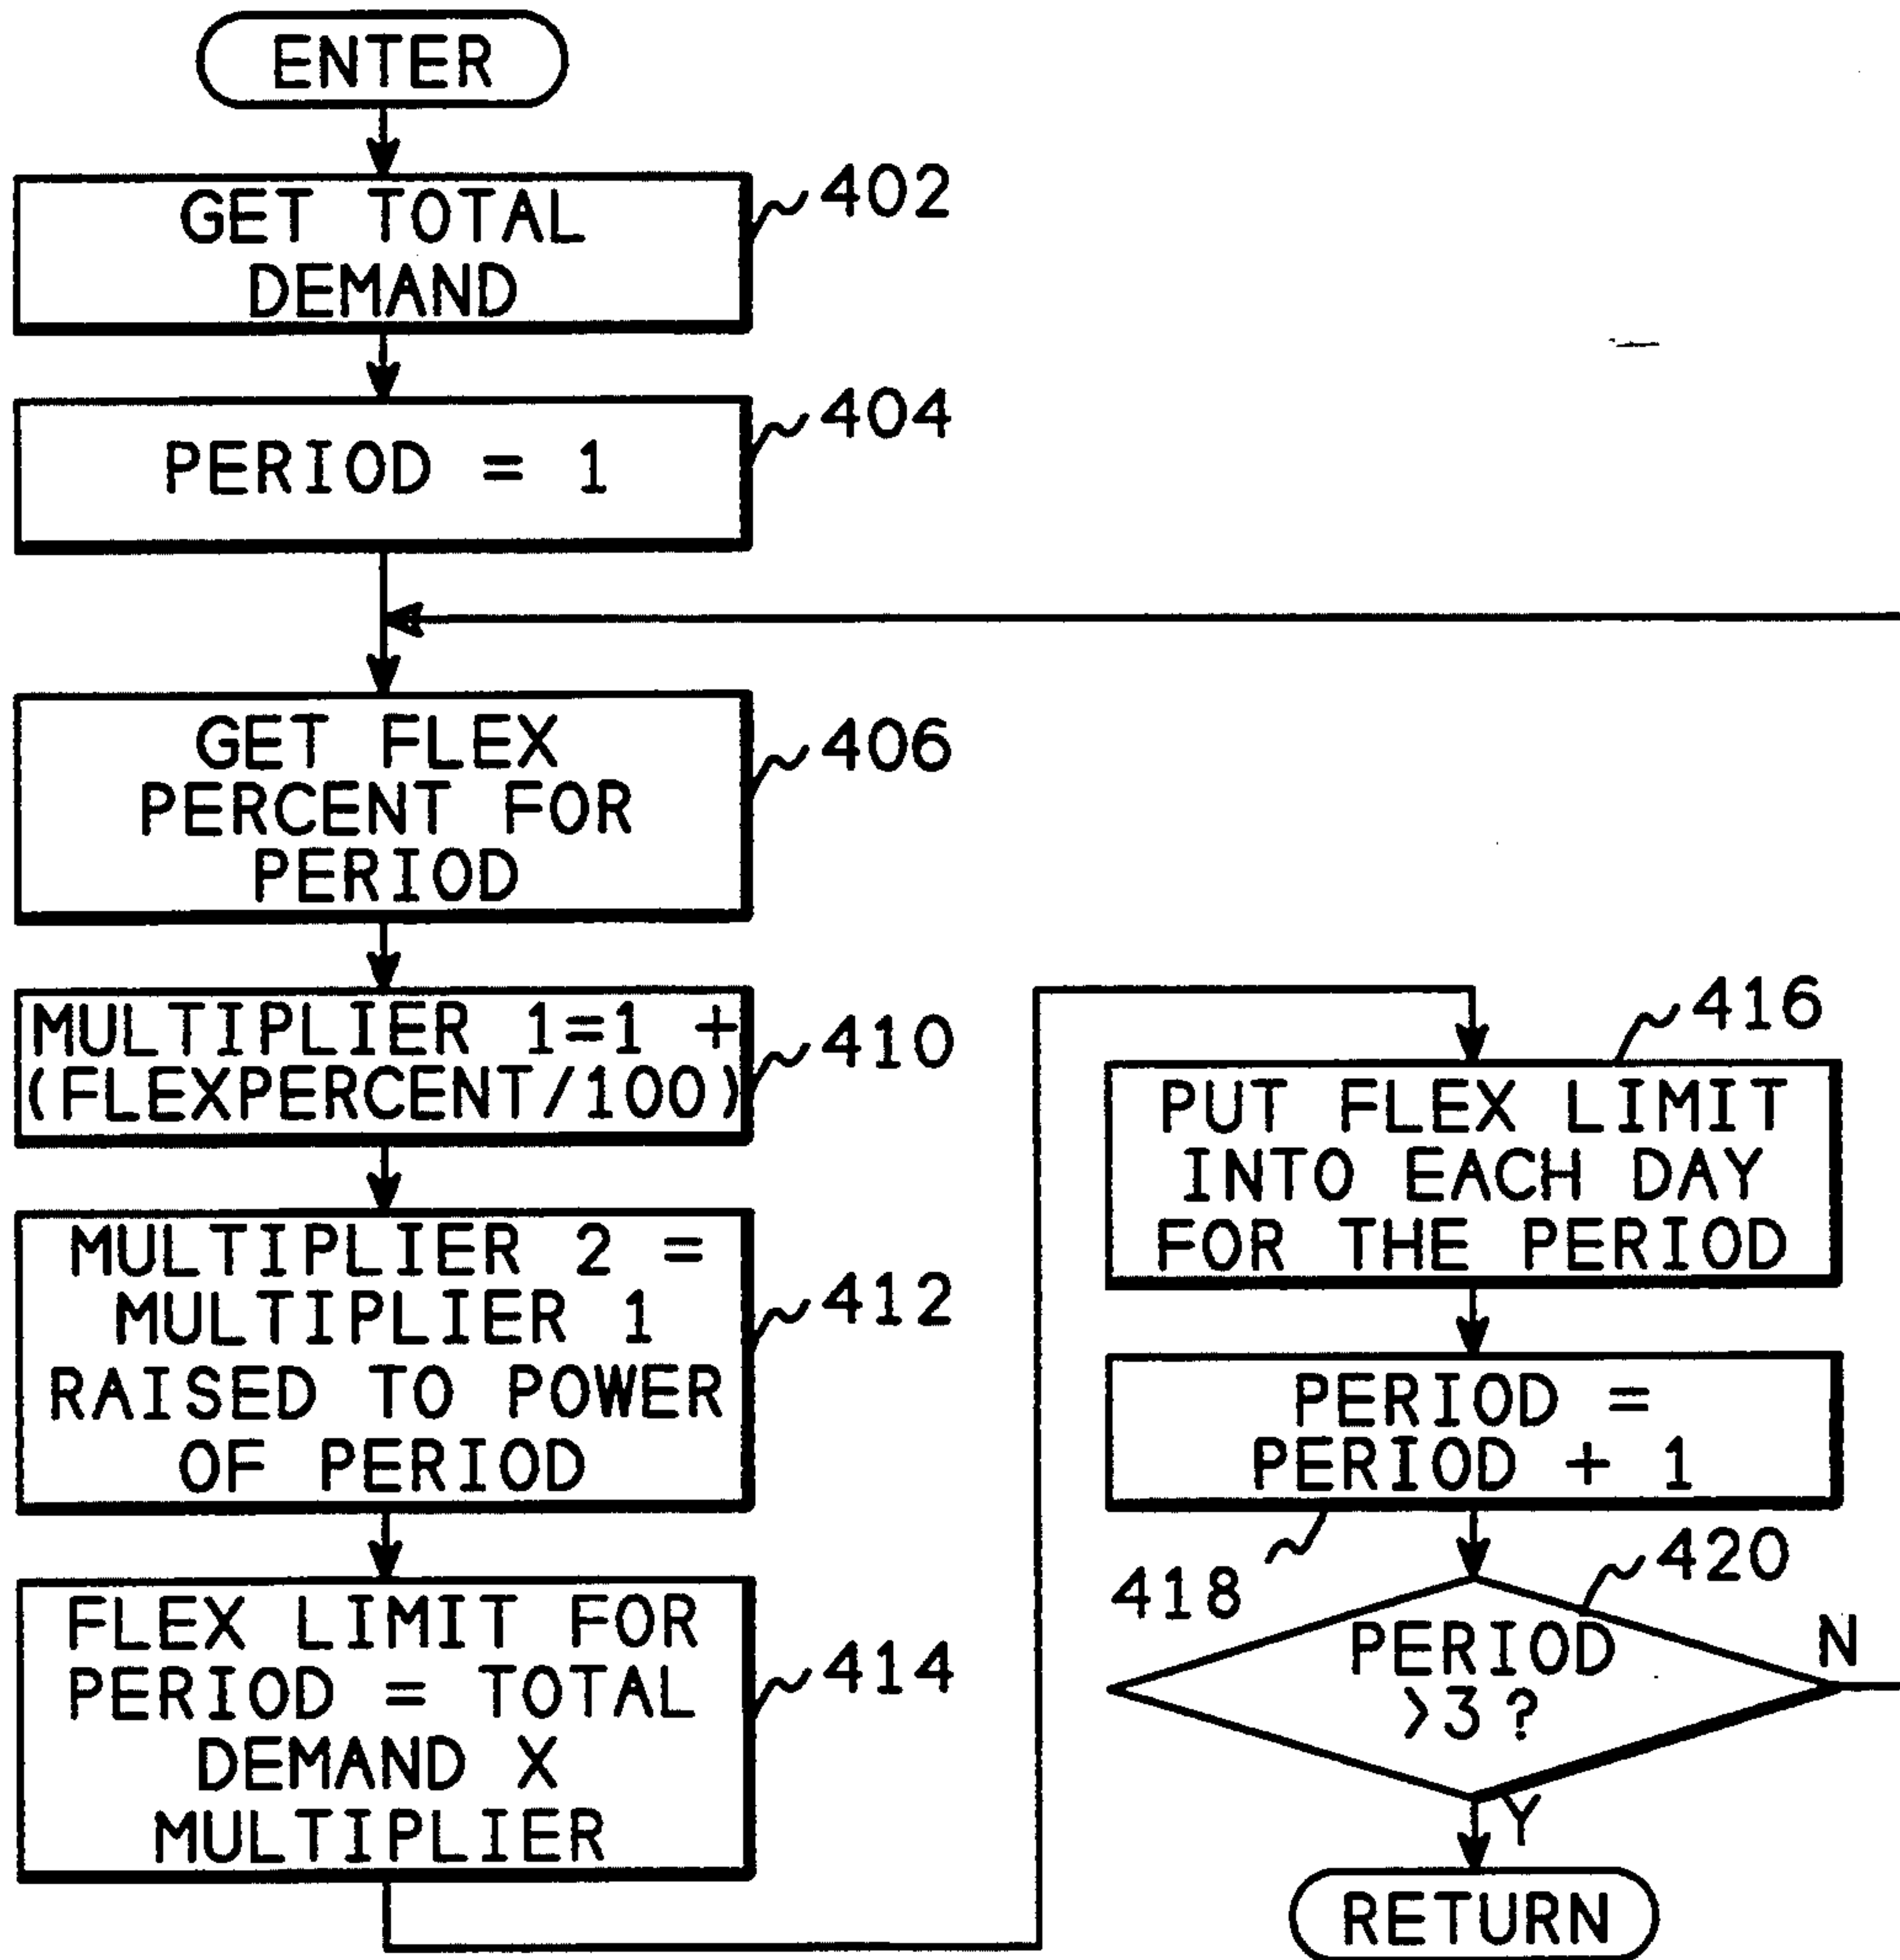 ENTER
GET TOTAL
DEMAND
402
PERIOD = 1
404
GET FLEX
PERCENT FOR
PERIOD
406
MULTIPLIER 1=1 +
(FLEXPERCENT/100)
410
MULTIPLIER 2 =
MULTIPLIER 1
RAISED TO POWER
OF PERIOD
412
FLEX LIMIT FOR
PERIOD = TOTAL
DEMAND X
MULTIPLIER
414
416
PUT FLEX LIMIT
INTO EACH DAY
FOR THE PERIOD
PERIOD =
PERIOD + 1
418
420
PERIOD
>3?
N
Y
RETURN